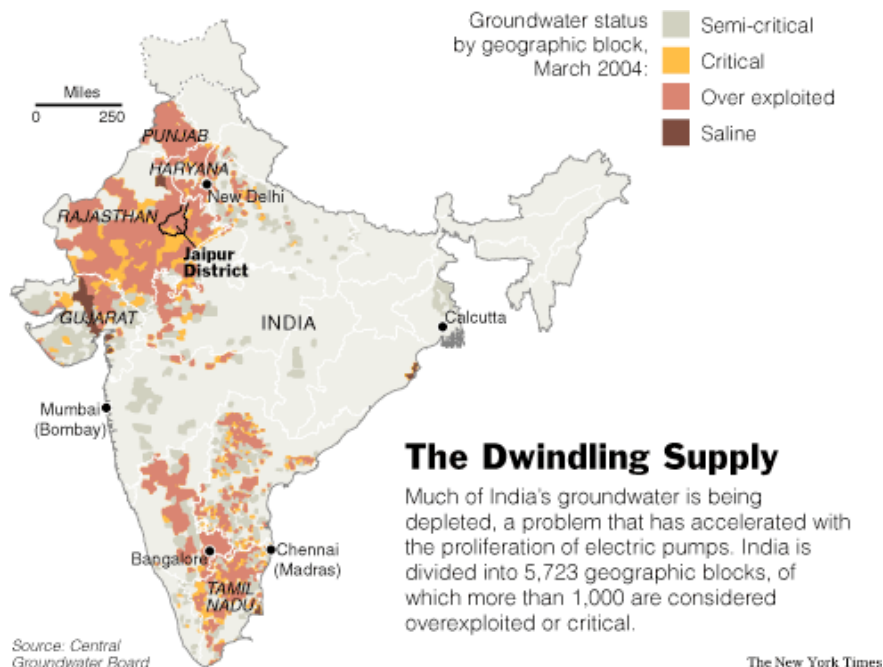 Groundwater status
by geographic block,
March 2004:
Semi-critical
Critical
Over exploited
Saline
Miles
0 250
PUNJAB
HARYANA
New Delhi
RAJASTHAN
Jaipur
District
GUJARAT
INDIA
Calcutta
Mumbai
(Bombay)
Bangalore
Chennai
(Madras)
TAMIL
NADU
The Dwindling Supply
Much of India's groundwater is being
depleted, a problem that has accelerated with
the proliferation of electric pumps. India is
divided into 5,723 geographic blocks, of
which more than 1,000 are considered
overexploited or critical.
Source: Central
Groundwater Board
The New York Times